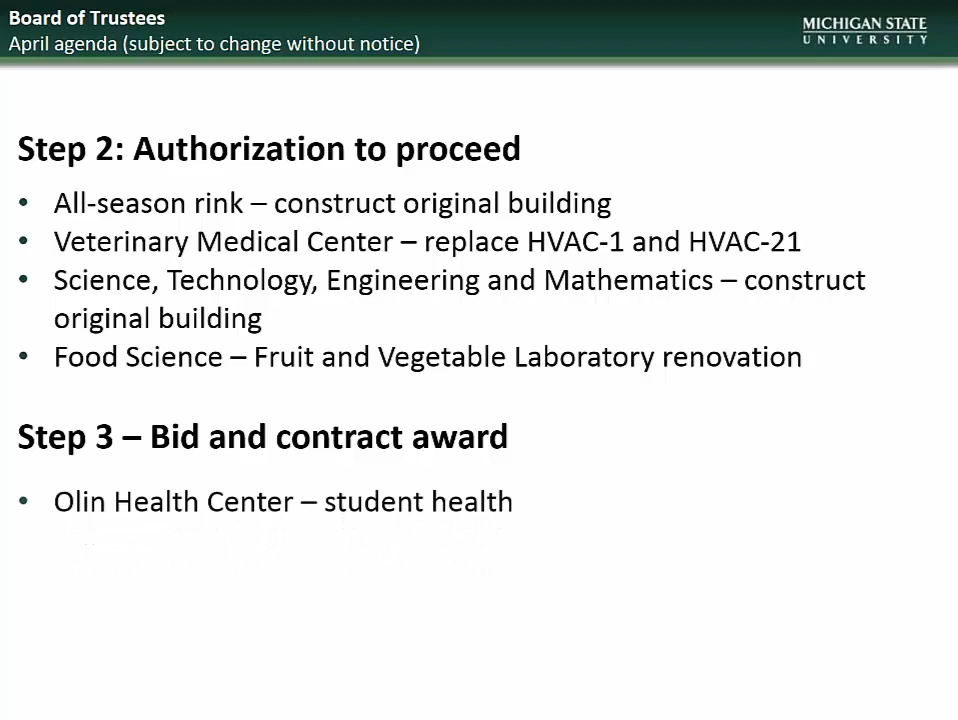 Board of Trustees
April agenda (subject to change without notice)
MICHIGAN STATE
UNIVERSITY
Step 2: Authorization to proceed
• All-season rink – construct original building
• Veterinary Medical Center – replace HVAC-1 and HVAC-21
• Science, Technology, Engineering and Mathematics – construct
original building
• Food Science – Fruit and Vegetable Laboratory renovation
Step 3 – Bid and contract award
• Olin Health Center – student health